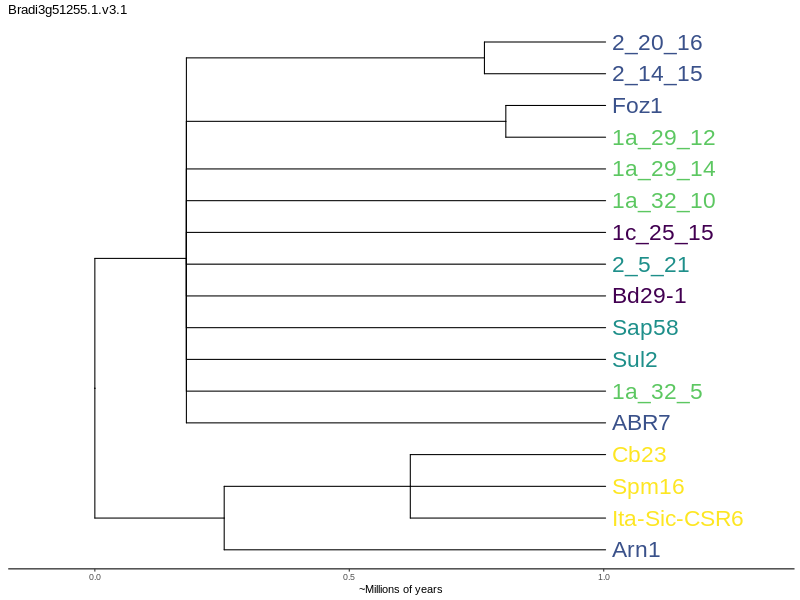 Bradi3g51255.1.v3.1
2_20_16
2_14_15
Foz1
1a_29_12
1a_29_14
1a_32_10
1c_25_15
2_5_21
Bd29-1
Sap58
Sul2
1a_32_5
ABR7
Cb23
Spm16
Ita-Sic-CSR6
Arn1
0.0 0.5 1.0
~Millions of years